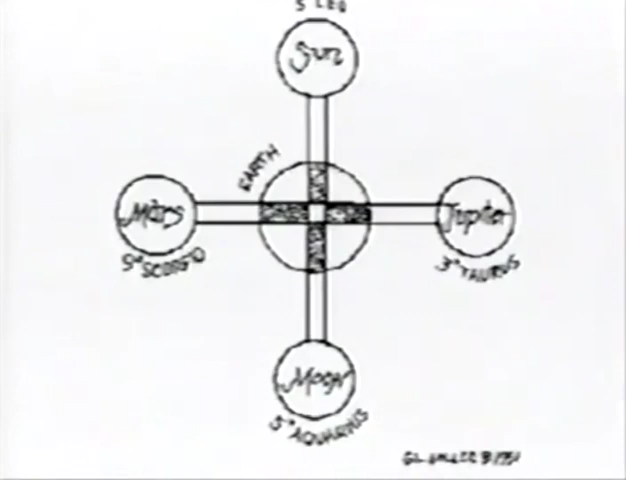 5 LEO
Sun
EARTH
Mars
Jupiter
5° SCORPIO
3° TAURUS
Moon
5° AQUARIUS